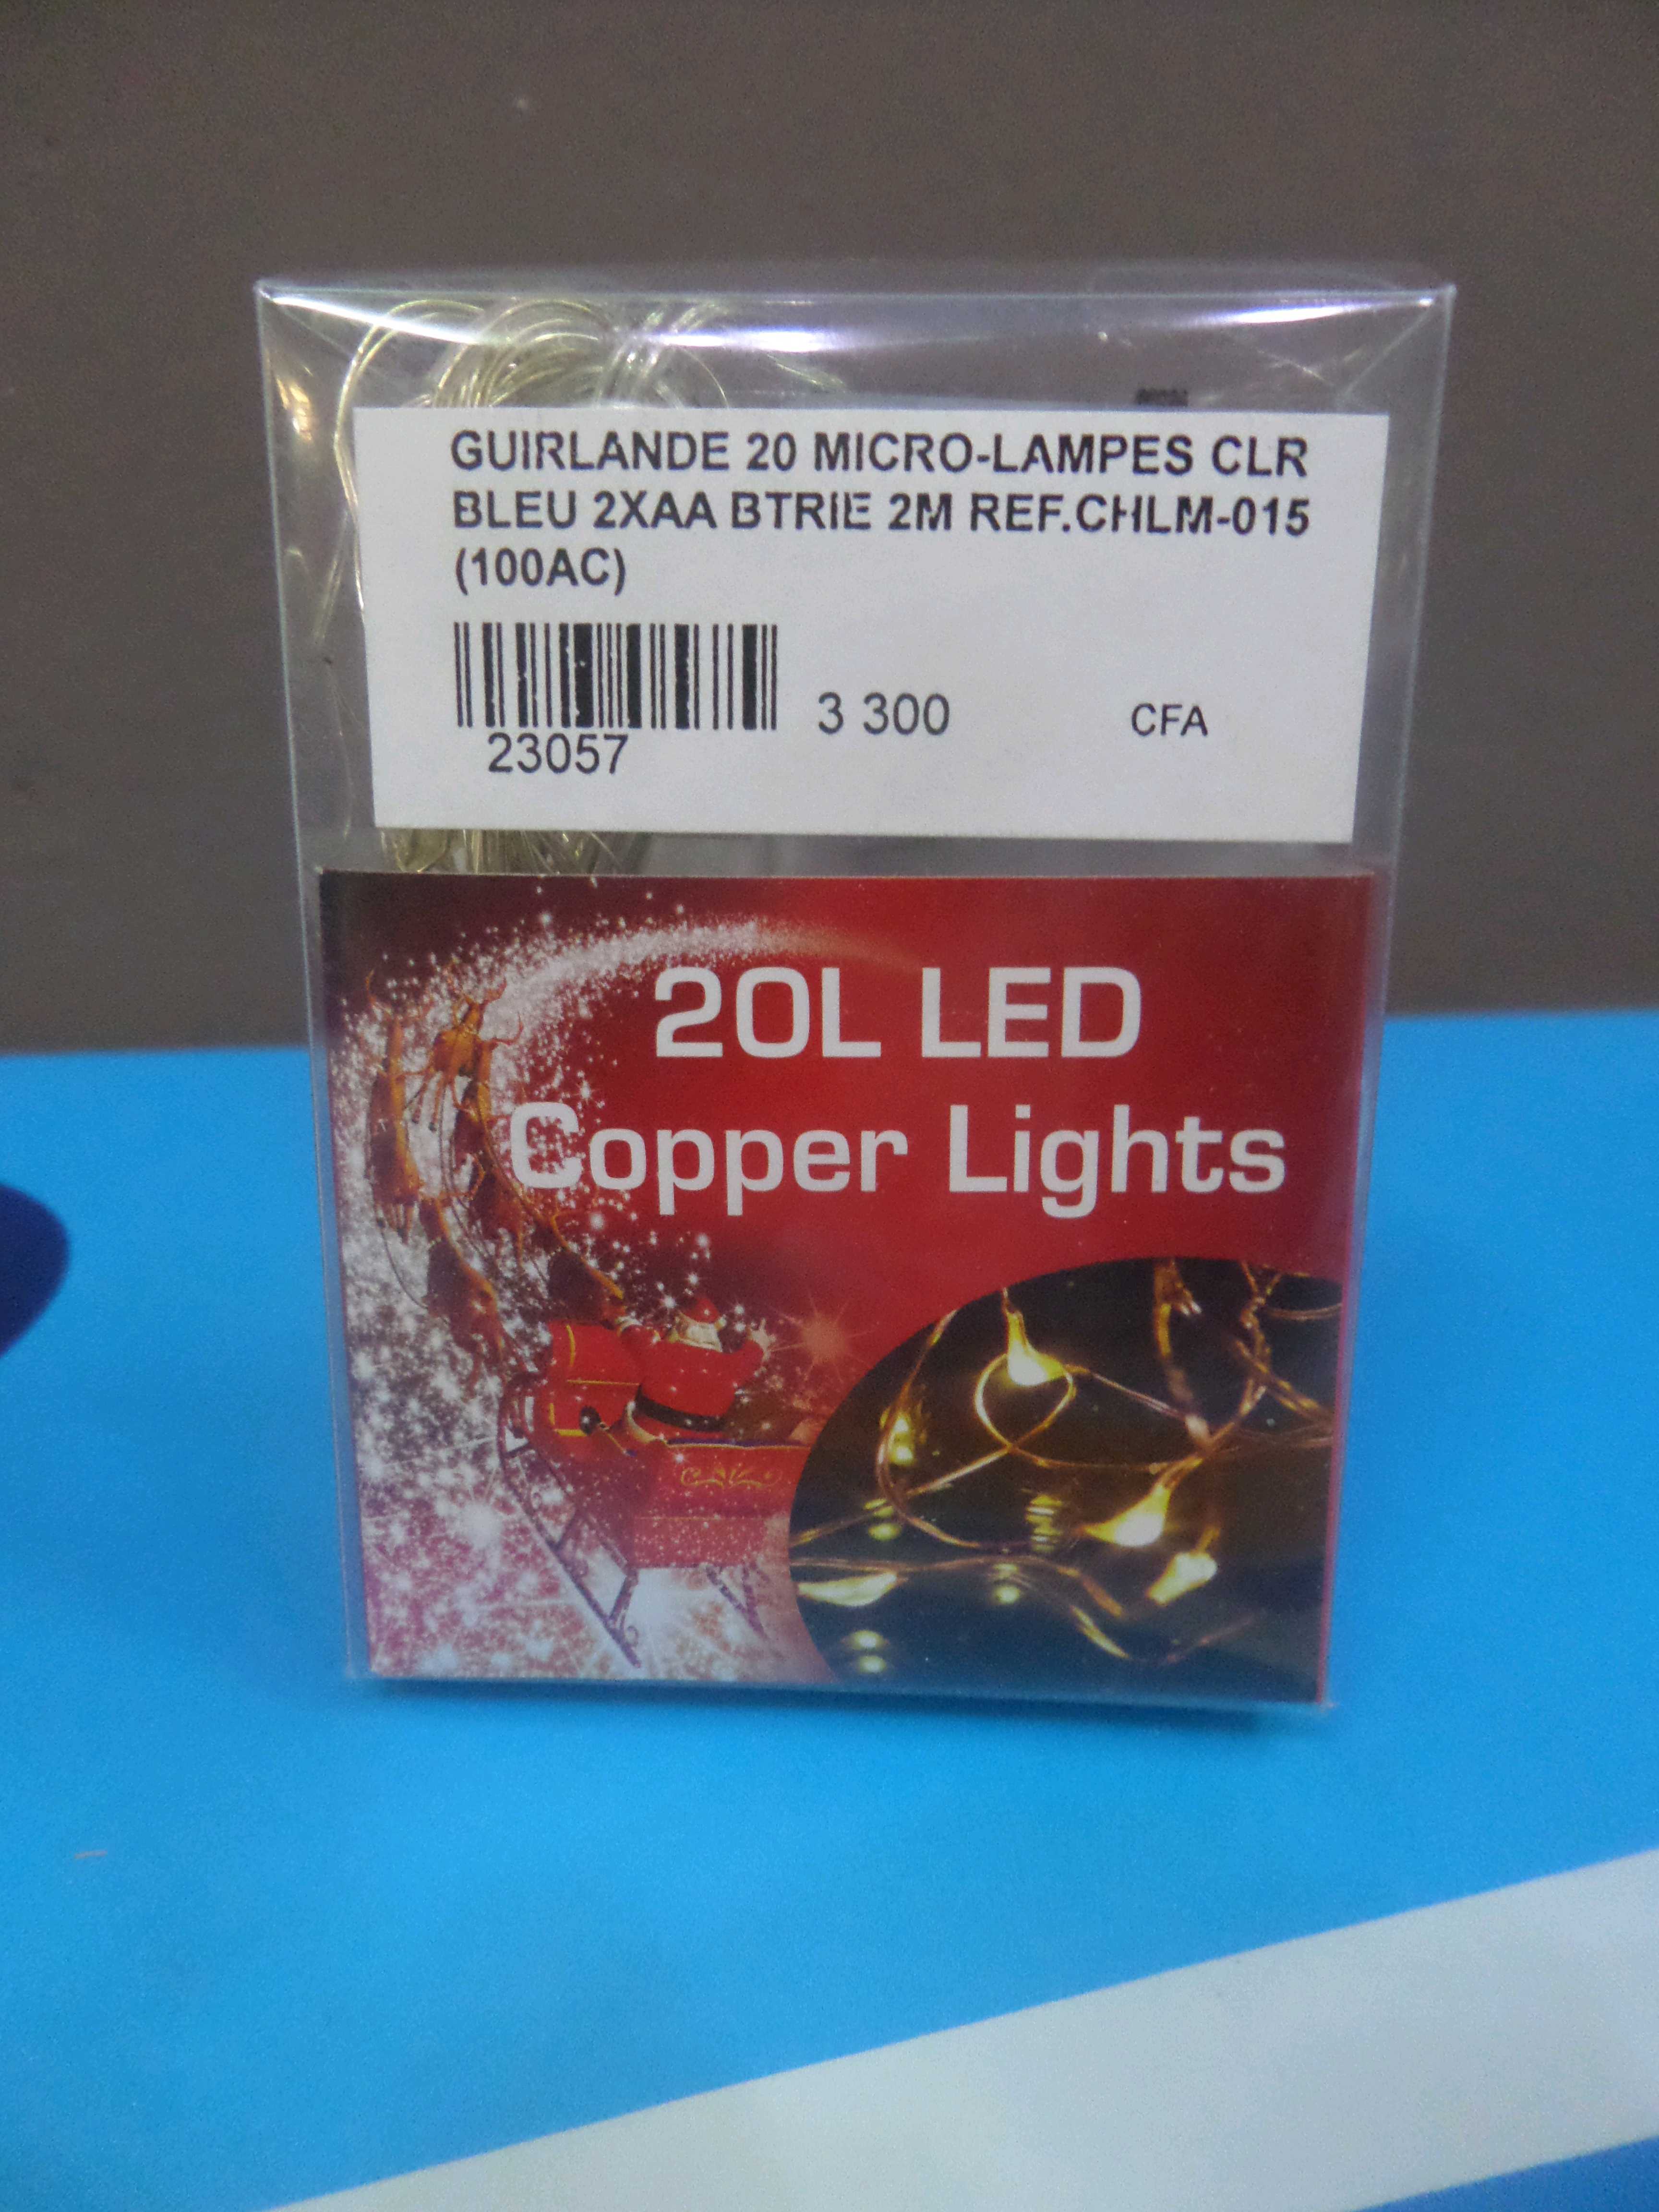 GUIRLANDE 20 MICRO-LAMPES CLR
BLEU 2XAA BTRIE 2M REF.CHLM-015
(100AC)
3 300 CFA
23057
20L LED
Copper Lights